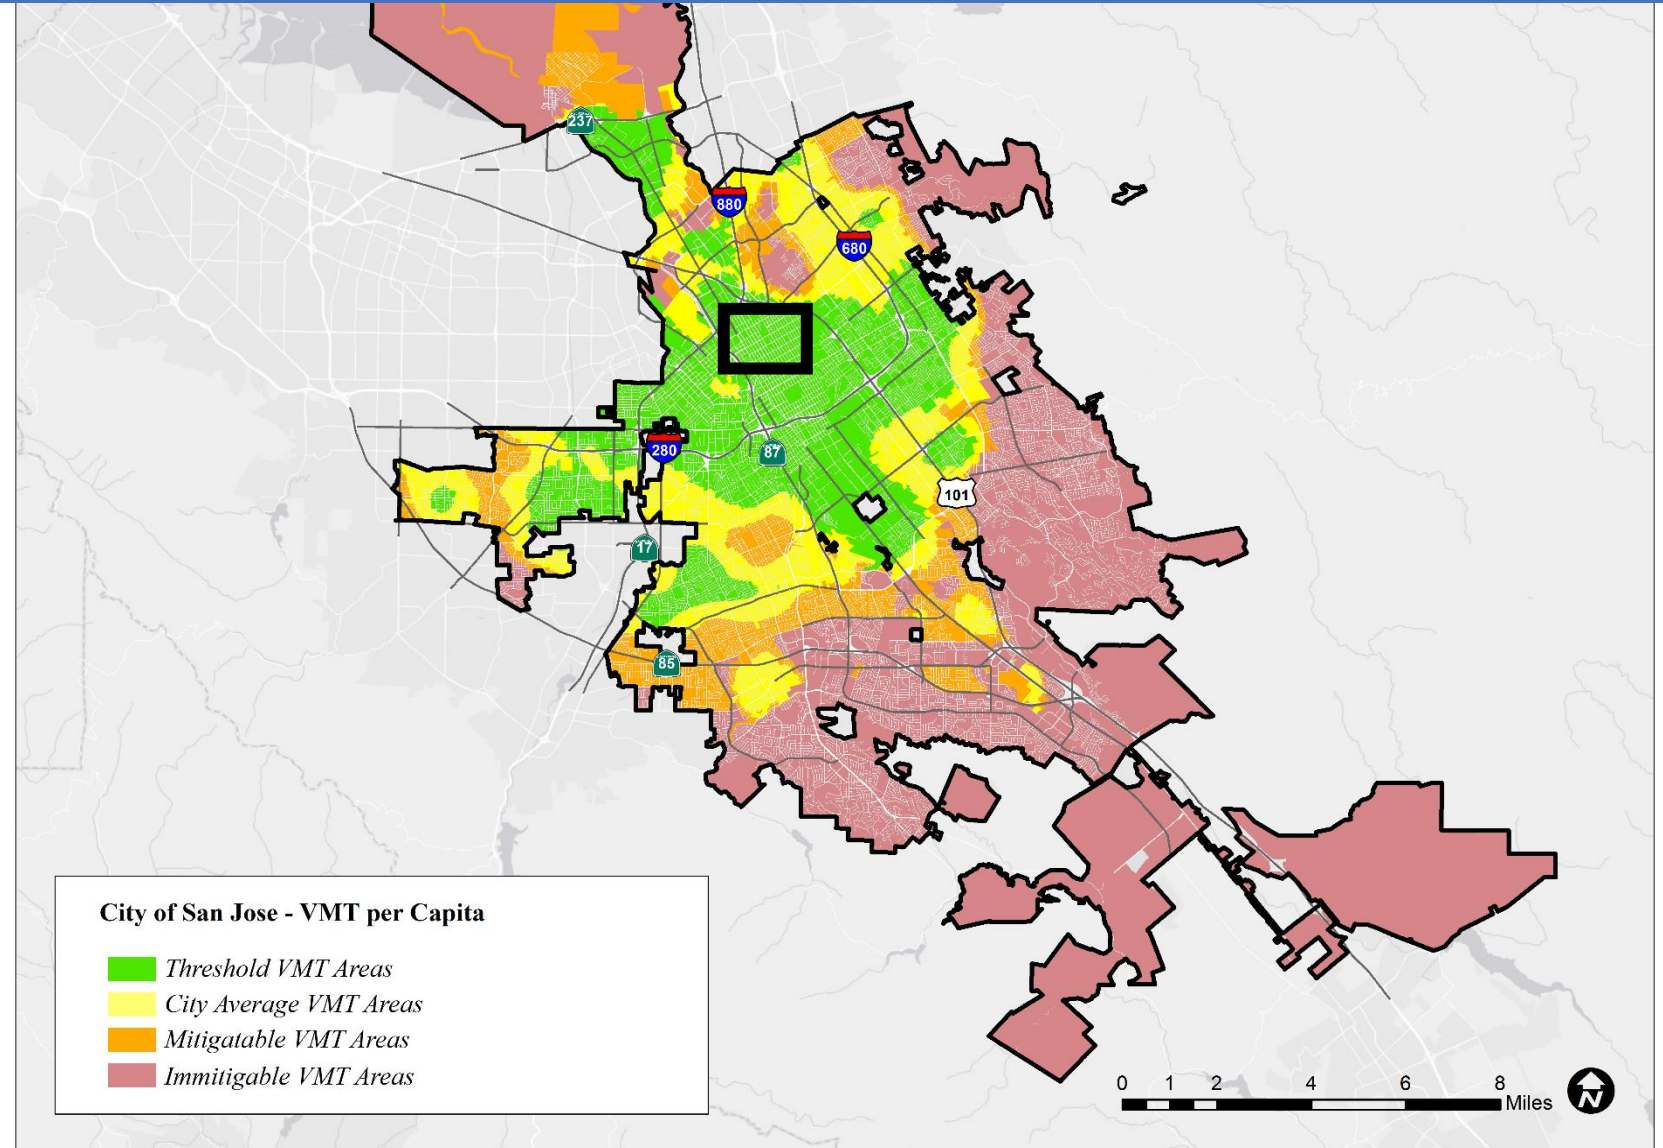 237
880
680
280
87
101
17
85
City of San Jose - VMT per Capita
Threshold VMT Areas
City Average VMT Areas
Mitigatable VMT Areas
Immitigable VMT Areas
0 1 2 4 6 8
Miles
N